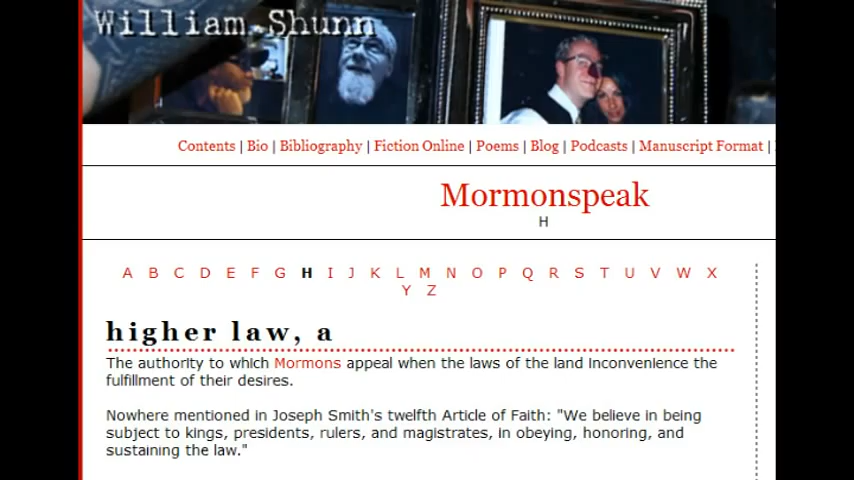 William Shunn
Contents | Bio | Bibliography | Fiction Online | Poems | Blog | Podcasts | Manuscript Format |
Mormonspeak
H
A B C D E F G H I J K L M N O P Q R S T U V W X
Y Z
higher law, a
The authority to which Mormons appeal when the laws of the land inconvenience the
fulfillment of their desires.
Nowhere mentioned in Joseph Smith's twelfth Article of Faith: "We believe in being
subject to kings, presidents, rulers, and magistrates, in obeying, honoring, and
sustaining the law."